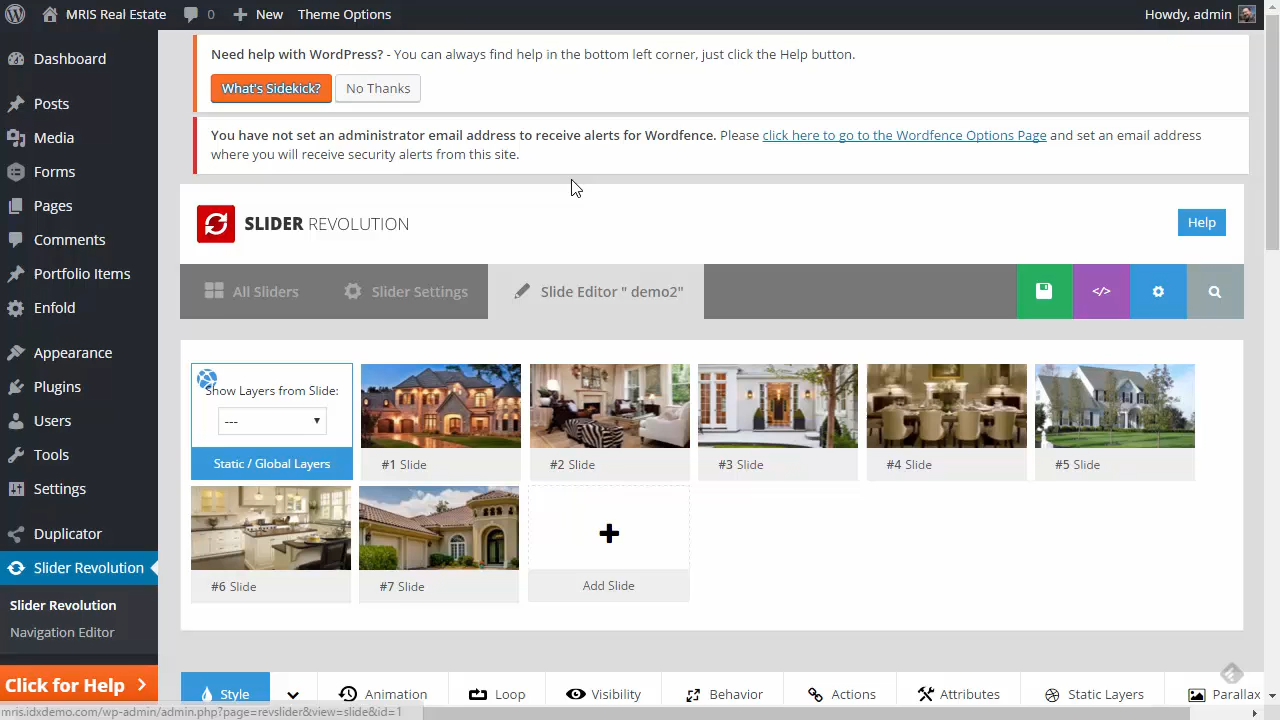 MRIS Real Estate 0 New Theme Options Howdy, admin
Dashboard
Posts
Media
Forms
Pages
Comments
Portfolio Items
Enfold
Appearance
Plugins
Users
Tools
Settings
Duplicator
Slider Revolution
Slider Revolution
Navigation Editor
Click for Help
Need help with WordPress? - You can always find help in the bottom left corner, just click the Help button.
What's Sidekick? No Thanks
You have not set an administrator email address to receive alerts for Wordfence. Please click here to go to the Wordfence Options Page and set an email address
where you will receive security alerts from this site.
SLIDER REVOLUTION Help
All Sliders Slider Settings Slide Editor " demo2" </>
Show Layers from Slide:
---
Static / Global Layers #1 Slide #2 Slide #3 Slide #4 Slide #5 Slide
#6 Slide #7 Slide Add Slide
Style Animation Loop Visibility Behavior Actions Attributes Static Layers Parallax
mris.idxdemo.com/wp-admin/admin.php?page=revslider&view=slide&id=1